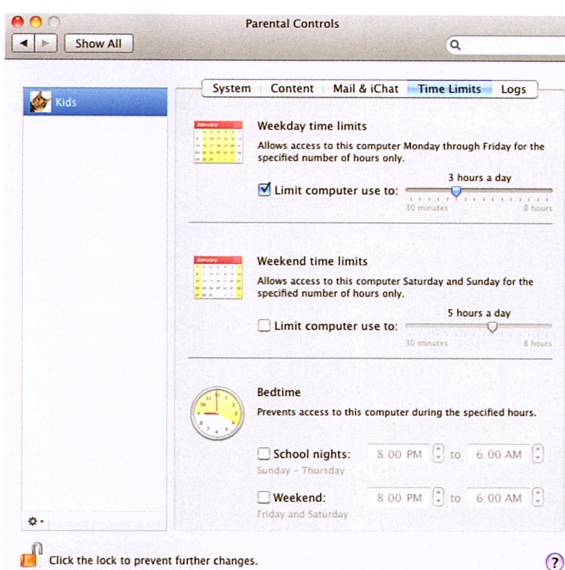 Parental Controls
Show All
Kids
System Content Mail & iChat Time Limits Logs
January
Weekday time limits
Allows access to this computer Monday through Friday for the
specified number of hours only.
3 hours a day
Limit computer use to:
30 minutes 8 hours
January
Weekend time limits
Allows access to this computer Saturday and Sunday for the
specified number of hours only.
5 hours a day
Limit computer use to:
30 minutes 8 hours
Bedtime
Prevents access to this computer during the specified hours.
School nights: 8:00 PM to 6:00 AM
Sunday – Thursday
Weekend: 8:00 PM to 6:00 AM
Friday and Saturday
Click the lock to prevent further changes.
?